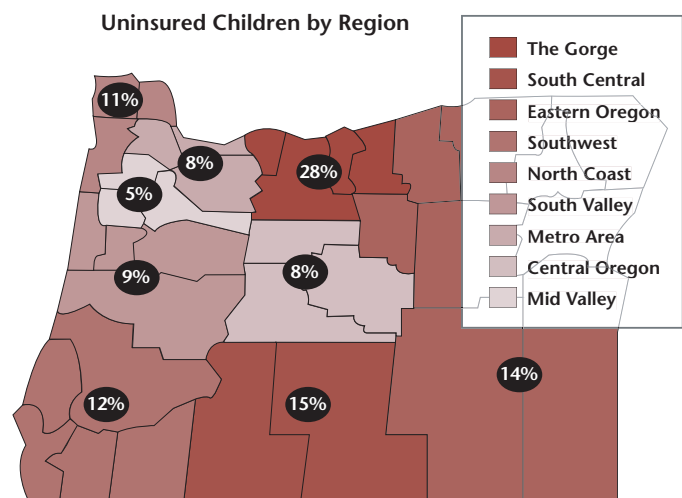 Uninsured Children by Region
The Gorge
South Central
Eastern Oregon
Southwest
North Coast
South Valley
Metro Area
Central Oregon
Mid Valley
11%
8%
28%
5%
9%
8%
14%
12%
15%